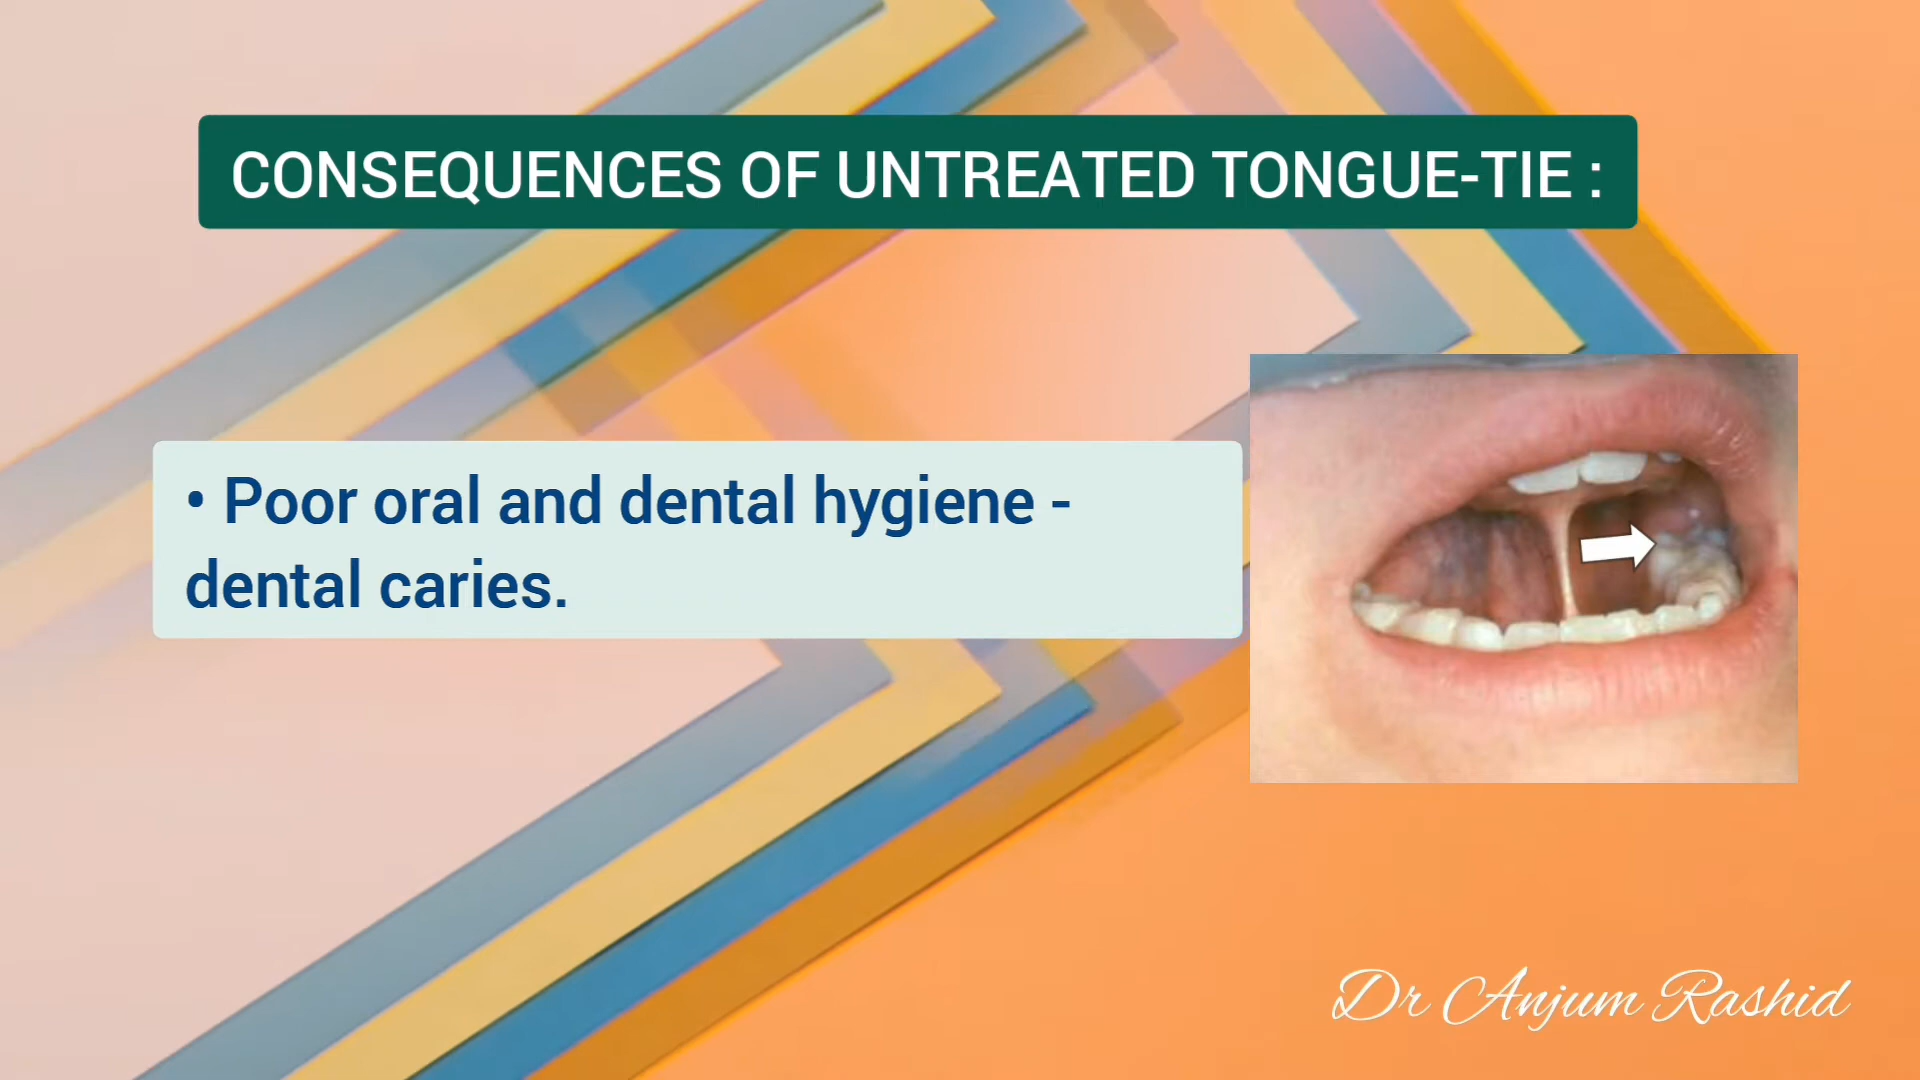 CONSEQUENCES OF UNTREATED TONGUE-TIE :
• Poor oral and dental hygiene -
dental caries.
Dr Anjum Rashid